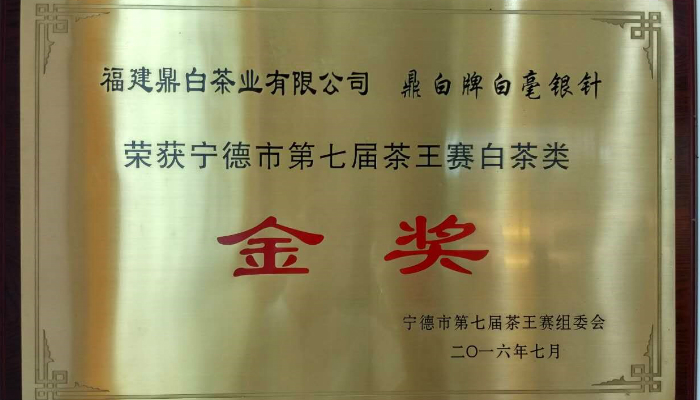 福建鼎白茶业有限公司 鼎白牌白毫银针
荣获宁德市第七届茶王赛白茶类
金奖
宁德市第七届茶王赛组委会
二〇一六年七月